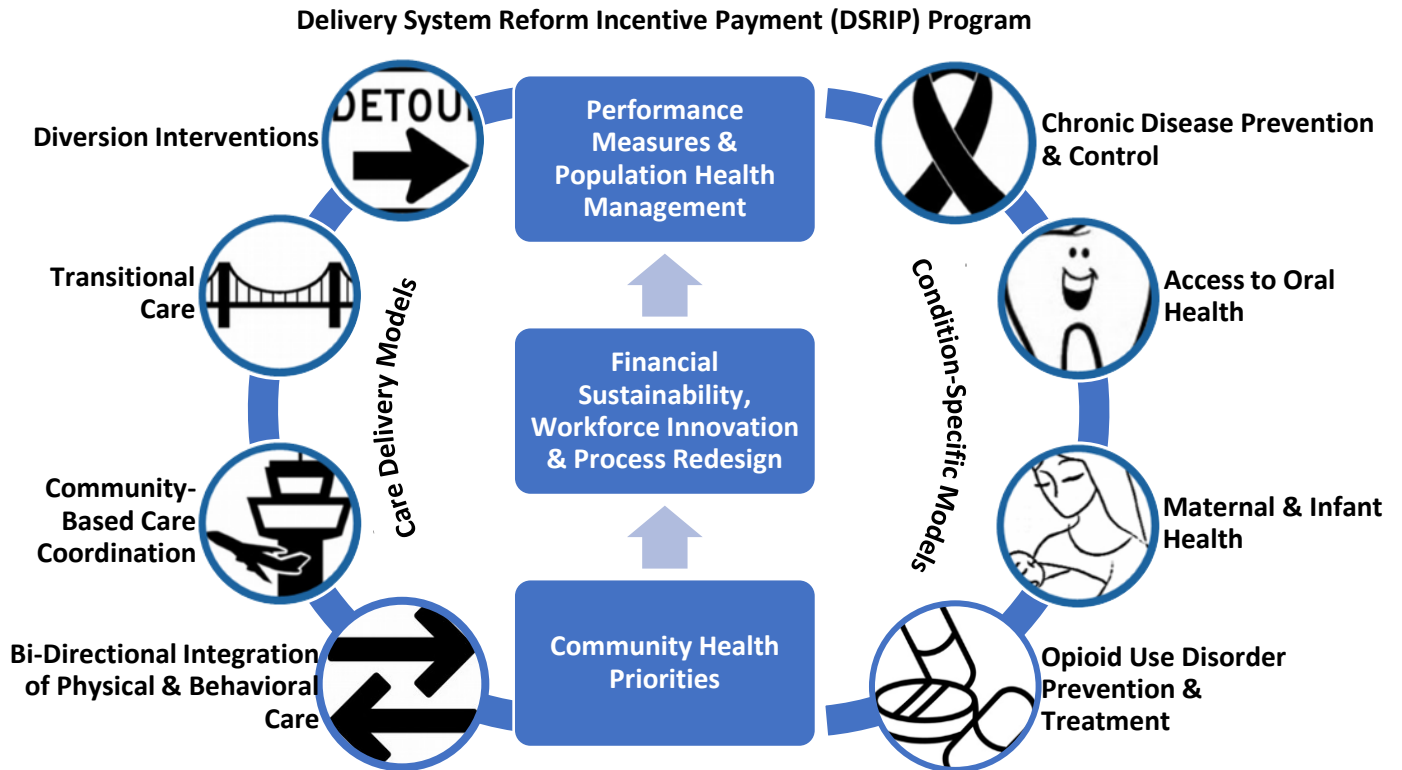 Delivery System Reform Incentive Payment (DSRIP) Program
DETOU
Diversion Interventions
Transitional
Care
Community-
Based Care
Coordination
Bi-Directional Integration
of Physical & Behavioral
Care
Care Delivery Models
Performance
Measures &
Population Health
Management
Financial
Sustainability,
Workforce Innovation
& Process Redesign
Community Health
Priorities
Condition-Specific Models
Chronic Disease Prevention
& Control
Access to Oral
Health
Maternal & Infant
Health
Opioid Use Disorder
Prevention &
Treatment